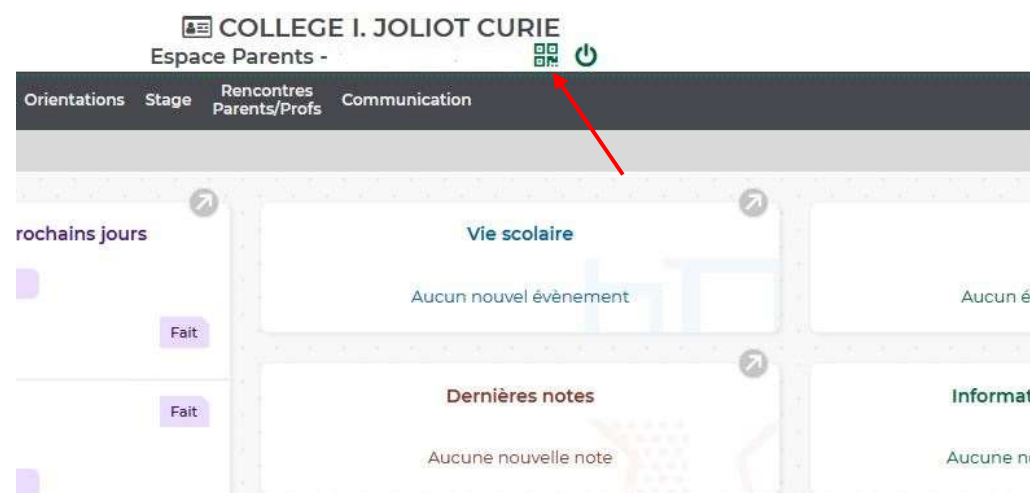 COLLEGE I. JOLIOT CURIE
Espace Parents -
Orientations Stage Rencontres Parents/Profs Communication
rochains jours
Fait
Fait
Vie scolaire
Aucun nouvel évènement
Dernières notes
Aucune nouvelle note
Aucun é
Informat
Aucune n